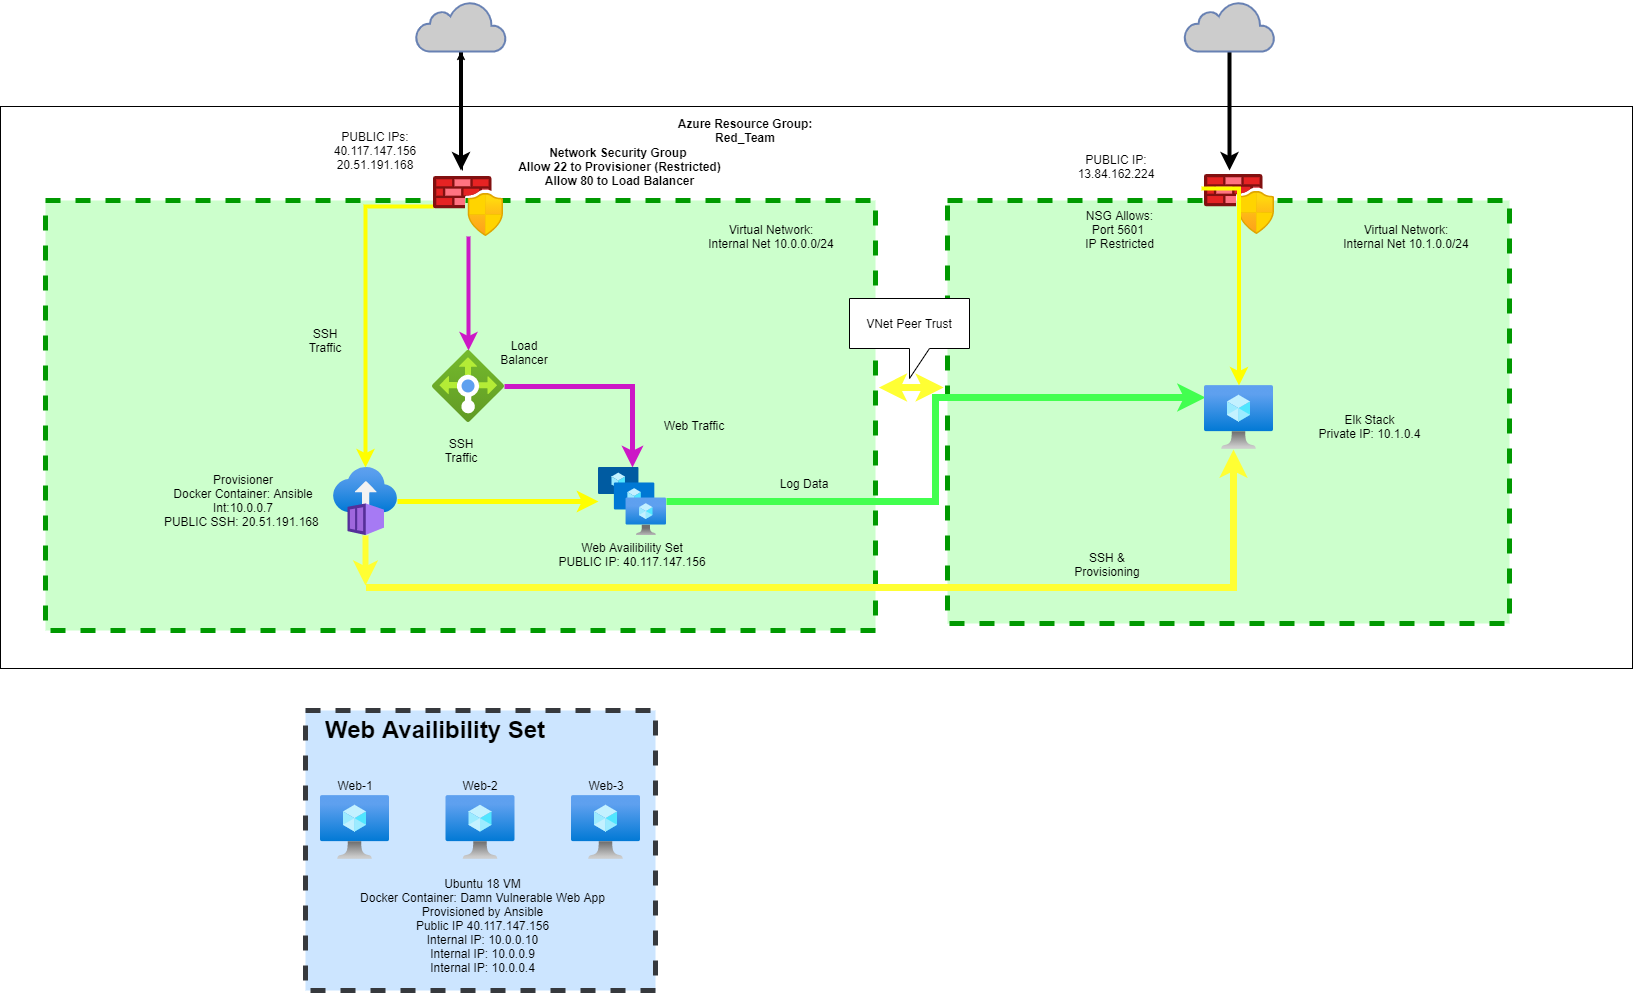 Azure Resource Group:
Red_Team
PUBLIC IPs:
40.117.147.156
20.51.191.168
Network Security Group
Allow 22 to Provisioner (Restricted)
Allow 80 to Load Balancer
PUBLIC IP:
13.84.162.224
Virtual Network:
Internal Net 10.0.0.0/24
NSG Allows:
Port 5601
IP Restricted
Virtual Network:
Internal Net 10.1.0.0/24
VNet Peer Trust
SSH
Traffic
Load
Balancer
Web Traffic
SSH
Traffic
Elk Stack
Private IP: 10.1.0.4
Provisioner
Docker Container: Ansible
Int:10.0.0.7
PUBLIC SSH: 20.51.191.168
Log Data
Web Availibility Set
PUBLIC IP: 40.117.147.156
SSH &
Provisioning
Web Availibility Set
Web-1
Web-2
Web-3
Ubuntu 18 VM
Docker Container: Damn Vulnerable Web App
Provisioned by Ansible
Public IP 40.117.147.156
Internal IP: 10.0.0.10
Internal IP: 10.0.0.9
Internal IP: 10.0.0.4